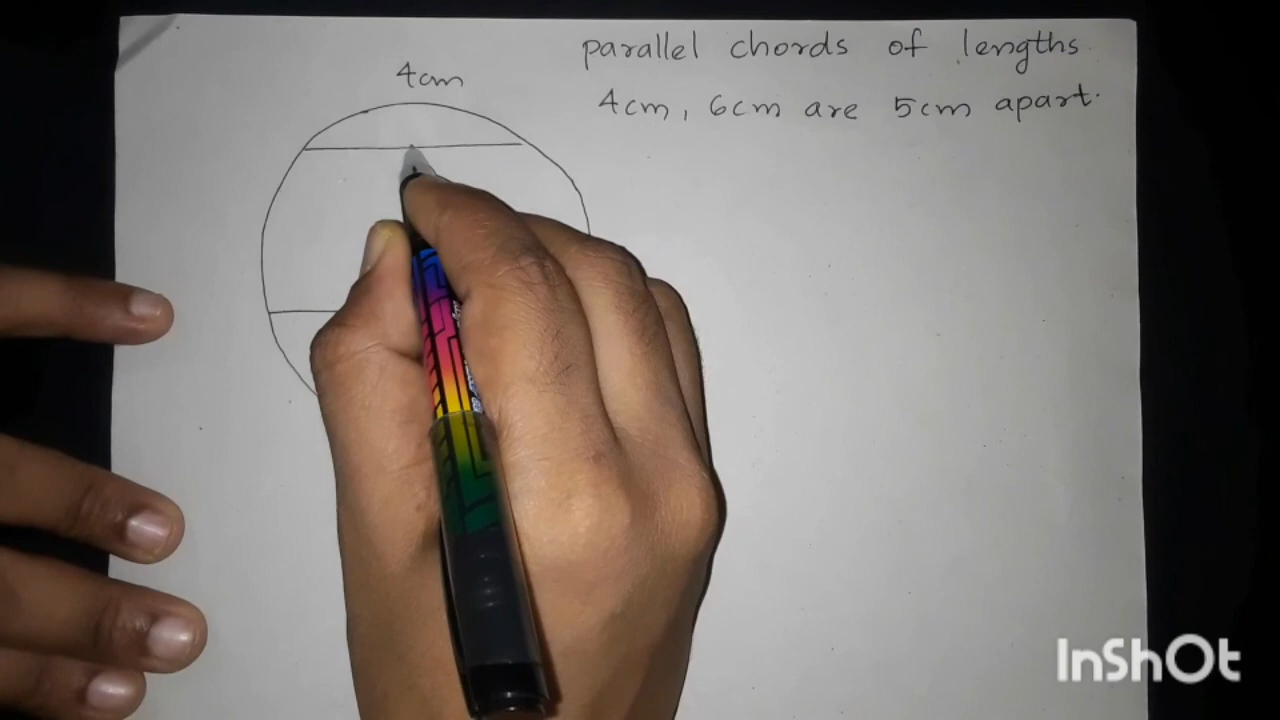 parallel chords of lengths
4cm, 6cm are 5cm apart.
4cm
InShOt